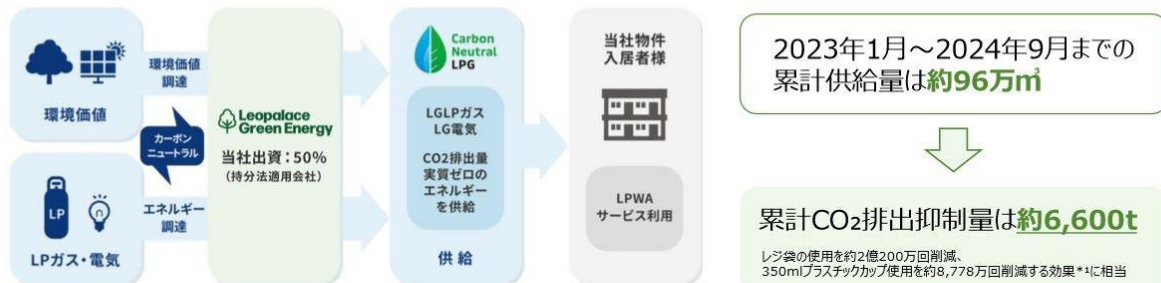 環境価値
LP
LPガス・電気
環境価値
調達
カーボン
ニュートラル
エネルギー
調達
Leopalace
Green Energy
当社出資：50%
（持分法適用会社）
Carbon
Neutral
LPG
LGLPガス
LG電気
CO2排出量
実質ゼロの
エネルギー
を供給
供給
当社物件
入居者様
LPWA
サービス利用
2023年1月～2024年9月までの
累計供給量は約96万㎥
累計CO₂排出抑制量は約6,600t
レジ袋の使用を約2億200万回削減、
350mlプラスチックカップ使用を約8,778万回削減する効果*¹に相当